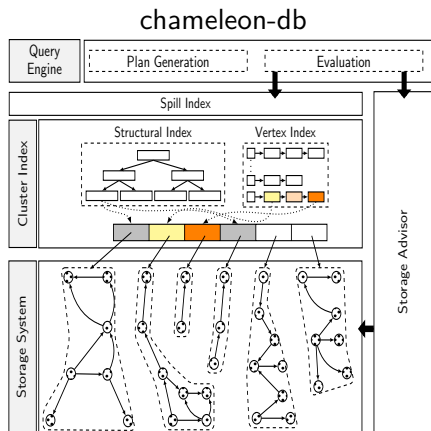 chameleon-db
Query
Engine
Plan Generation
Evaluation
Spill Index
Cluster Index
Structural Index
Vertex Index
Storage System
Storage Advisor